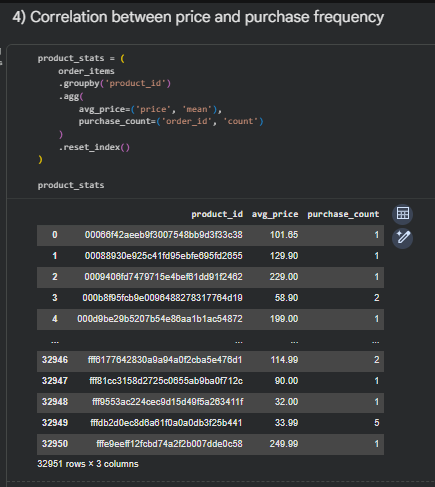 4) Correlation between price and purchase frequency
product_stats = (
order_items
.groupby('product_id')
.agg(
avg_price=('price', 'mean'),
purchase_count=('order_id', 'count')
)
.reset_index()
)
product_stats
product_id avg_price purchase_count
0 00066f42aeeb9f3007548bb9d3f33c38 101.65 1
1 00088930e925c41fd95ebfe695fd2655 129.90 1
2 0009406fd7479715e4bef61dd91f2462 229.00 1
3 000b8f95fcb9e0096488278317764d19 58.90 2
4 000d9be29b5207b54e86aa1b1ac54872 199.00 1
... ... ... ...
32946 fff6177642830a9a94a0f2cba5e476d1 114.99 2
32947 fff81cc3158d2725c0655ab9ba0f712c 90.00 1
32948 fff9553ac224cec9d15d49f5a263411f 32.00 1
32949 fffdb2d0ec8d6a61f0a0a0db3f25b441 33.99 5
32950 fffe9eeff12fcbd74a2f2b007dde0c58 249.99 1
32951 rows × 3 columns